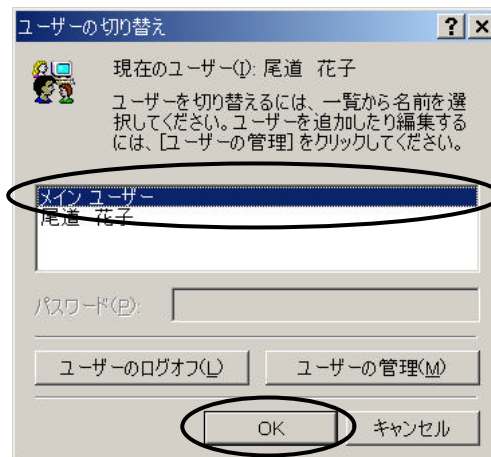 ユーザーの切り替え
現在のユーザー(I): 尾道 花子
ユーザーを切り替えるには、一覧から名前を選
択してください。ユーザーを追加したり編集する
には、[ユーザーの管理]をクリックしてください。
メイン ユーザー
尾道 花子
パスワード(P):
ユーザーのログオフ(L) ユーザーの管理(M)
OK キャンセル